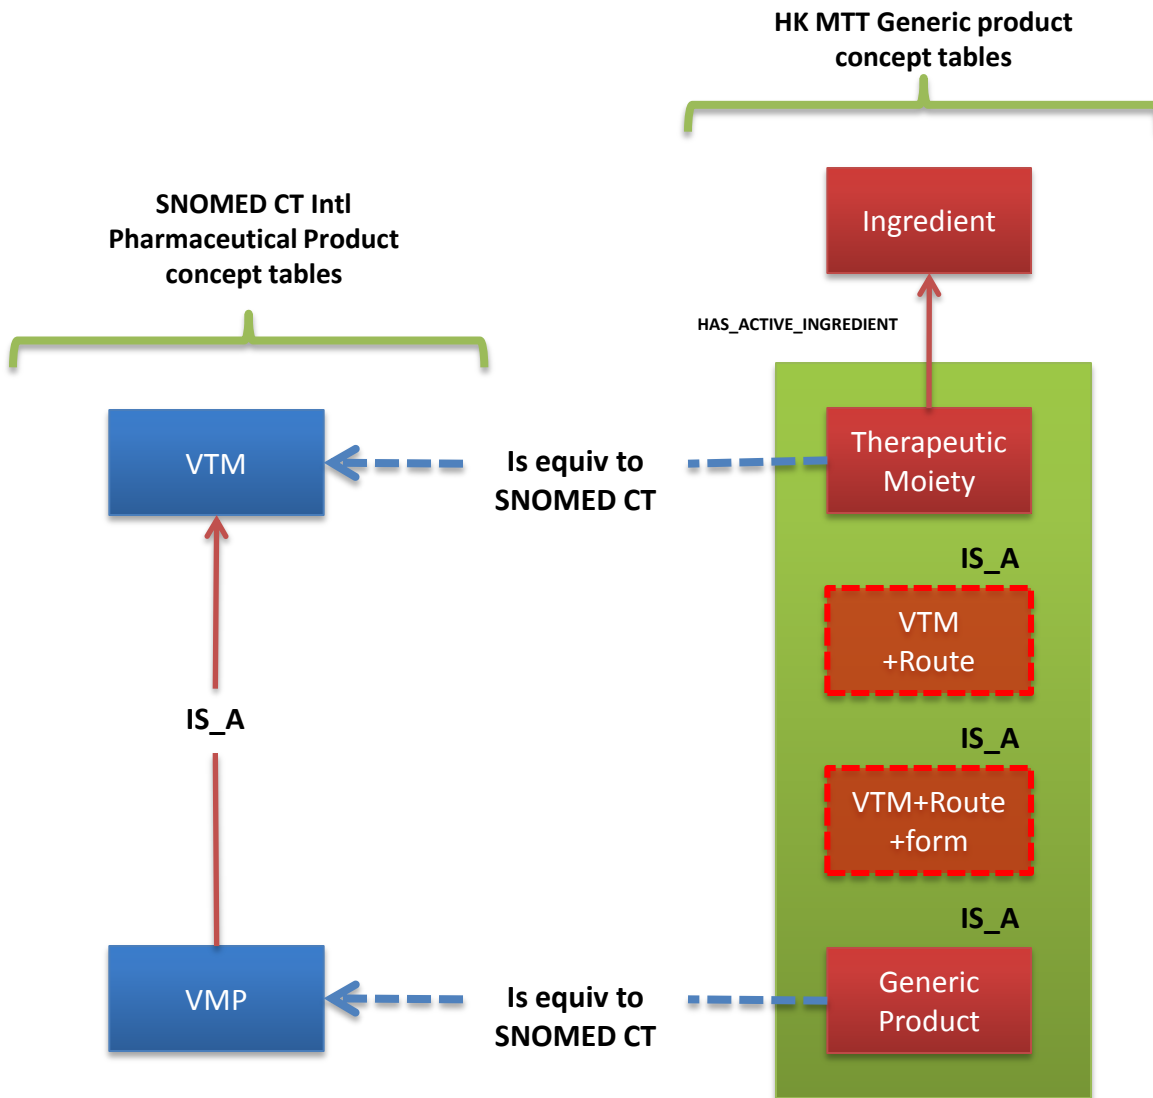 HK MTT Generic product
concept tables
SNOMED CT Intl
Pharmaceutical Product
concept tables
Ingredient
HAS_ACTIVE_INGREDIENT
VTM
Is equiv to
SNOMED CT
Therapeutic
Moiety
IS_A
VTM
+Route
IS_A
IS_A
VTM+Route
+form
IS_A
VMP
Is equiv to
SNOMED CT
Generic
Product